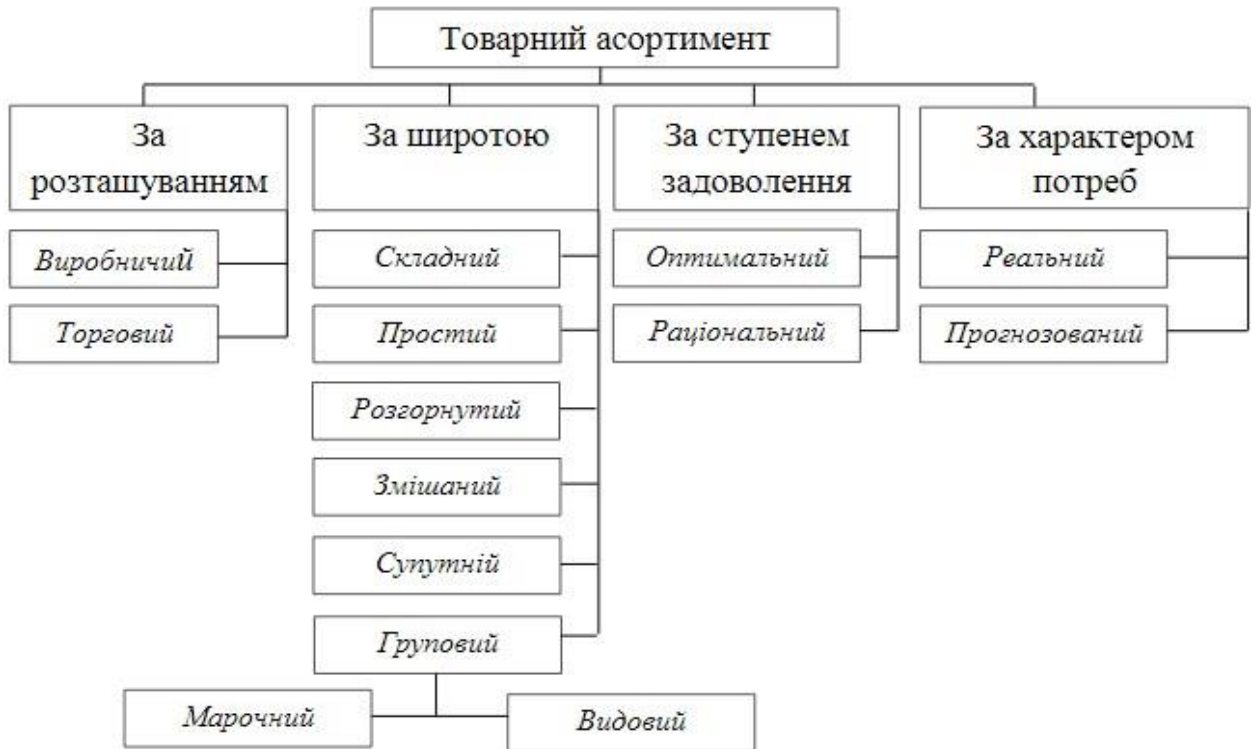 Товарний асортимент
За
розташуванням
Виробничий
Торговий
За широтою
Складний
Простий
Розгорнутий
Змішаний
Супутній
Груповий
Марочний
Видовий
За ступенем
задоволення
Оптимальний
Раціональний
За характером
потреб
Реальний
Прогнозований